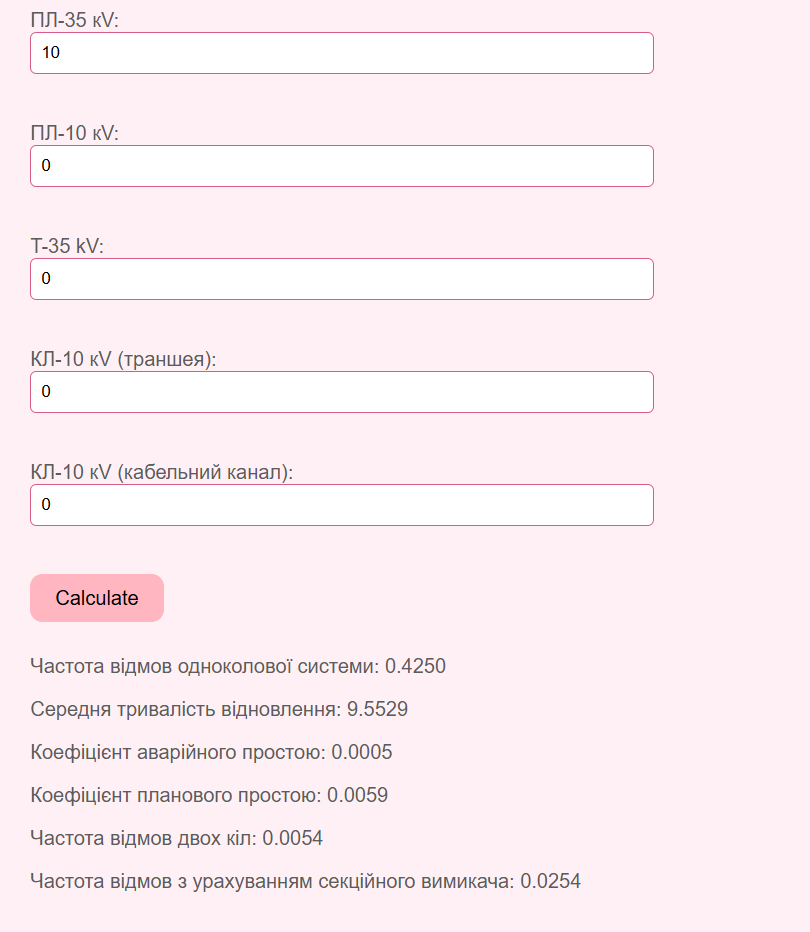 ПЛ-35 кV:
10
ПЛ-10 кV:
0
Т-35 kV:
0
КЛ-10 кV (траншея):
0
КЛ-10 кV (кабельний канал):
0
Calculate
Частота відмов одноколової системи: 0.4250
Середня тривалість відновлення: 9.5529
Коефіцієнт аварійного простою: 0.0005
Коефіцієнт планового простою: 0.0059
Частота відмов двох кіл: 0.0054
Частота відмов з урахуванням секційного вимикача: 0.0254